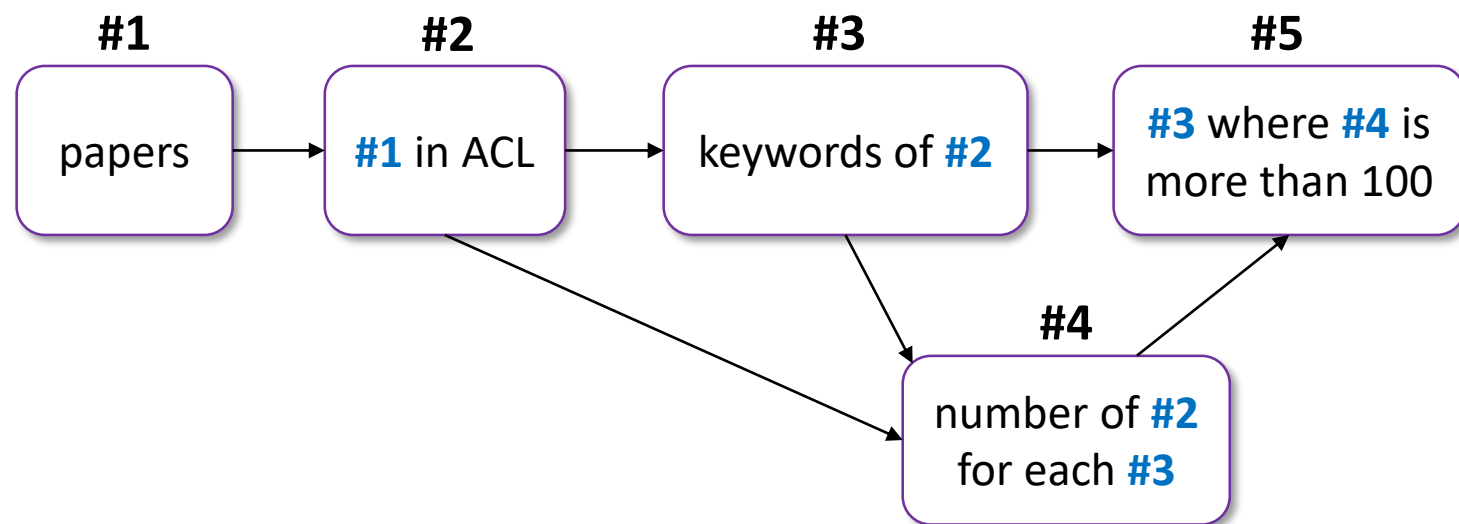 #1
papers
#2
#1 in ACL
#3
keywords of #2
#5
#3 where #4 is
more than 100
#4
number of #2
for each #3